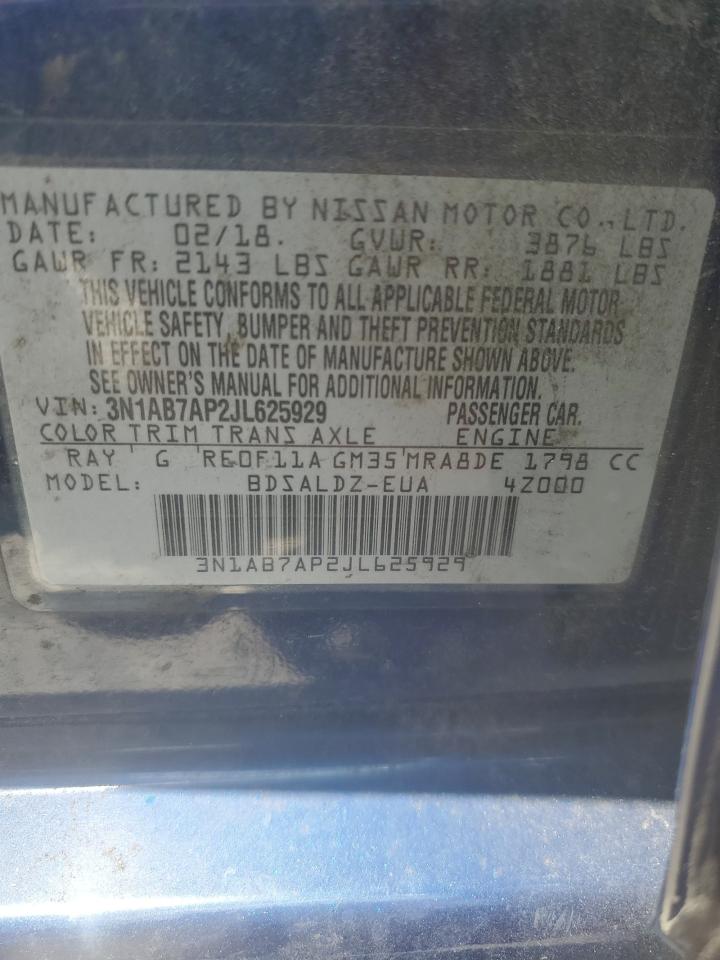 MANUFACTURED BY NISSAN MOTOR CO., LTD.
DATE: 02/18. GVWR: 3876 LBS
GAWR FR: 2143 LBS GAWR RR: 1881 LBS
THIS VEHICLE CONFORMS TO ALL APPLICABLE FEDERAL MOTOR
VEHICLE SAFETY, BUMPER AND THEFT PREVENTION STANDARDS
IN EFFECT ON THE DATE OF MANUFACTURE SHOWN ABOVE.
SEE OWNER'S MANUAL FOR ADDITIONAL INFORMATION.
VIN: 3N1AB7AP2JL625929 PASSENGER CAR.
COLOR TRIM TRANS AXLE ENGINE
RAY G RE0F11A GM35 MRA8DE 1798 CC
MODEL: BDSALDZ-EUA 4Z000
3N1AB7AP2JL625929